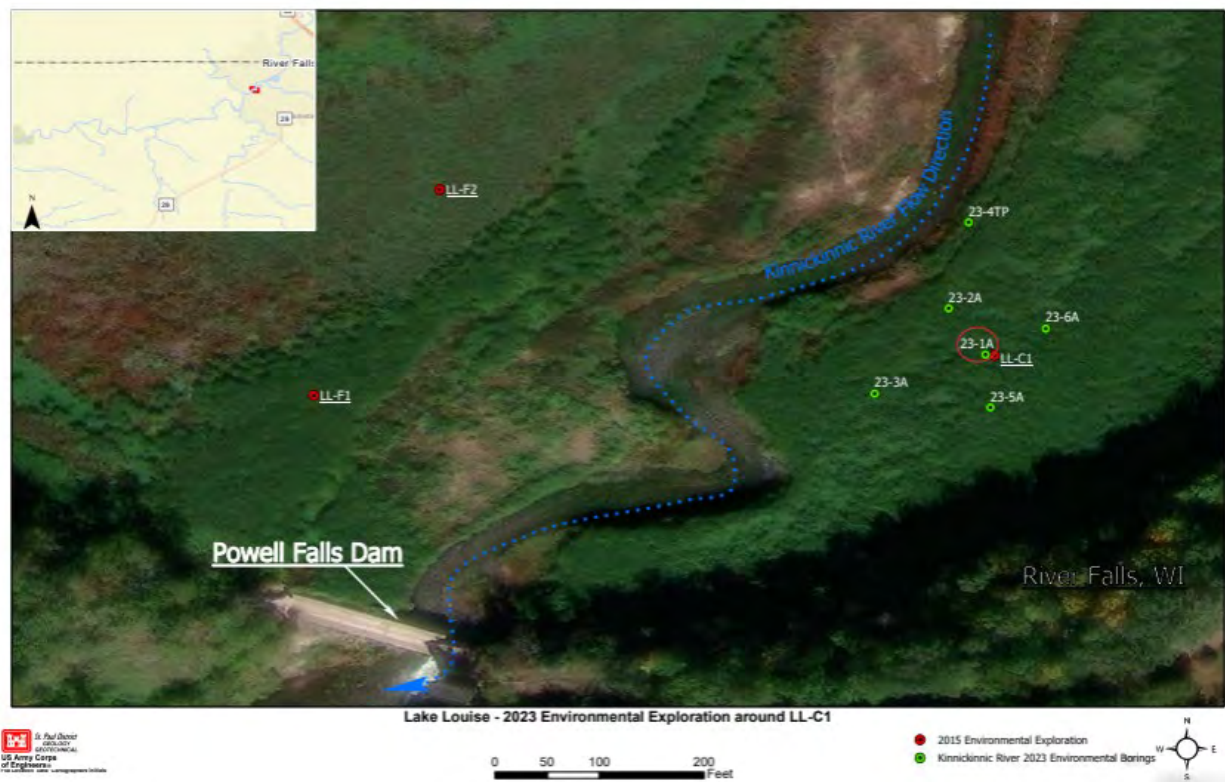 River Falls
29
29
N
LL-F2
Kinnickinnic River Flow Direction
23-4TP
23-2A
23-6A
23-1A
LL-C1
23-3A
LL-F1
23-5A
Powell Falls Dam
River Falls, WI
Lake Louise - 2023 Environmental Exploration around LL-C1
St. Paul District
GEOLOGY
GEOTECHNICAL
US Army Corps
of Engineers
0 50 100 200
Feet
2015 Environmental Exploration
Kinnickinnic River 2023 Environmental Borings
N
W E
S